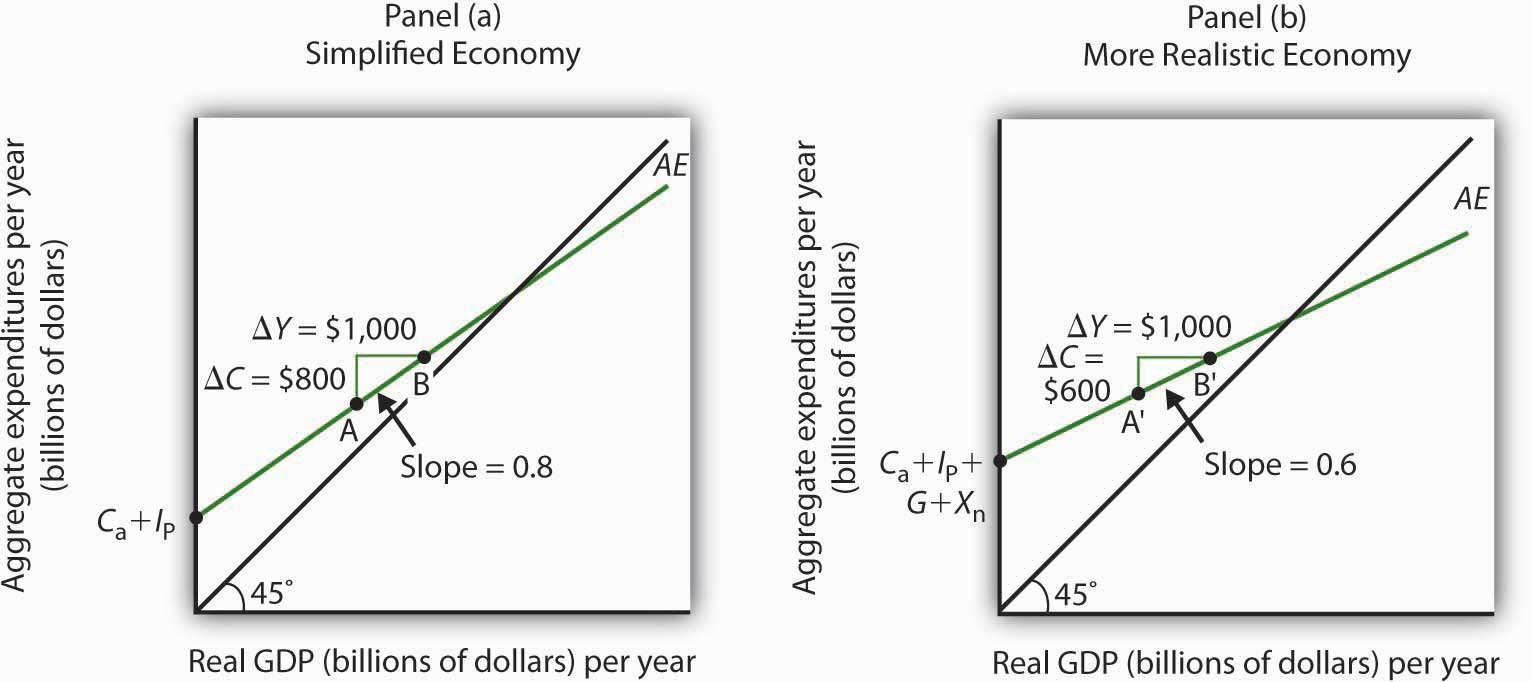 Panel (a)
Simplified Economy
Aggregate expenditures per year
(billions of dollars)
AE
ΔY = $1,000
ΔC = $800
B
A
Slope = 0.8
Cₐ+I_P
45°
Real GDP (billions of dollars) per year
Panel (b)
More Realistic Economy
Aggregate expenditures per year
(billions of dollars)
AE
ΔY = $1,000
ΔC =
$600
B'
A'
Slope = 0.6
Cₐ+I_P+
G+Xₙ
45°
Real GDP (billions of dollars) per year